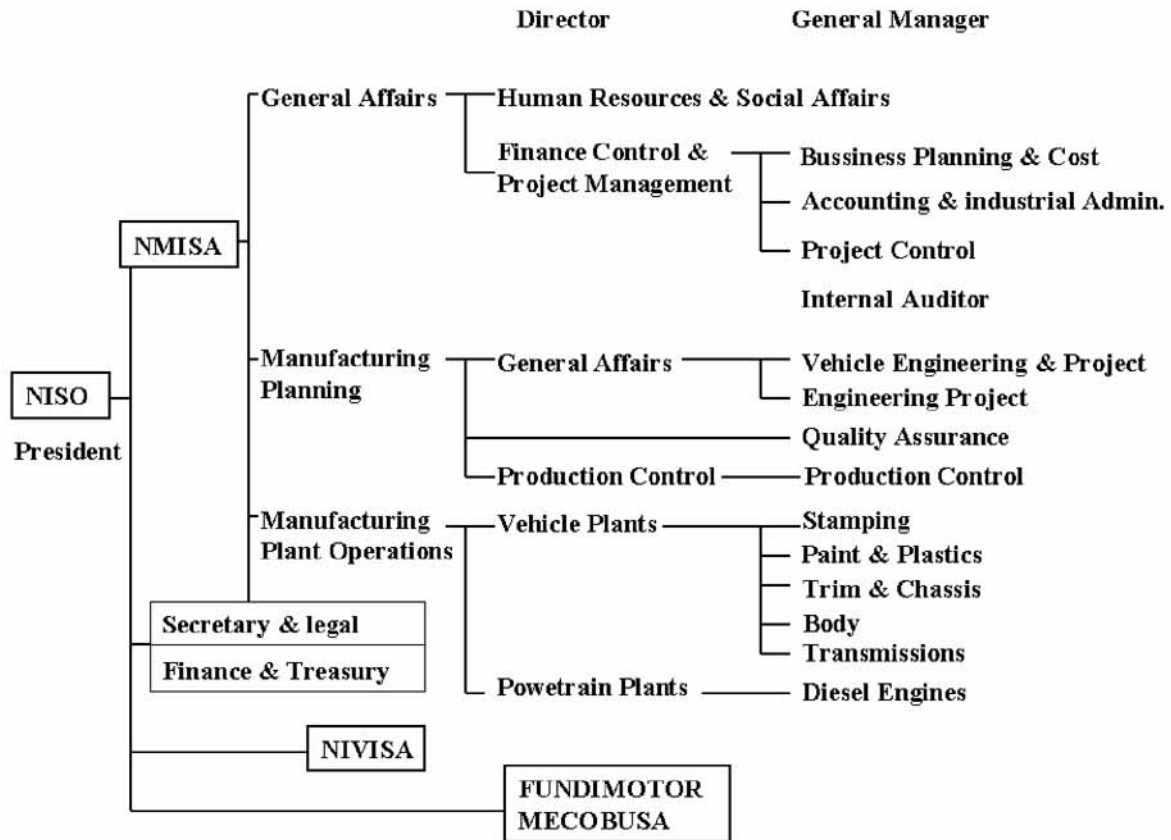 Director General Manager
General Affairs Human Resources & Social Affairs
Finance Control & Bussiness Planning & Cost
Project Management
Accounting & industrial Admin.
NMISA Project Control
Internal Auditor
Manufacturing General Affairs Vehicle Engineering & Project
Planning Engineering Project
NISO
President Quality Assurance
Production Control Production Control
Manufacturing Vehicle Plants Stamping
Plant Operations Paint & Plastics
Trim & Chassis
Secretary & legal Body
Finance & Treasury Transmissions
Powetrain Plants Diesel Engines
NIVISA
FUNDIMOTOR
MECOBUSA